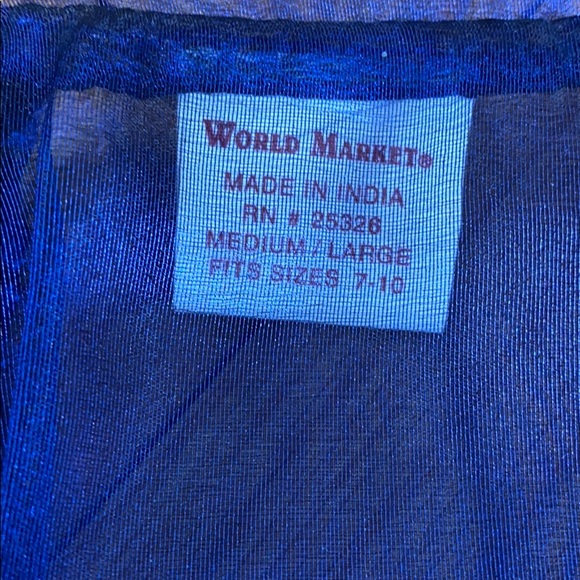 WORLD MARKET®
MADE IN INDIA
RN # 25326
MEDIUM / LARGE
FITS SIZES 7-10